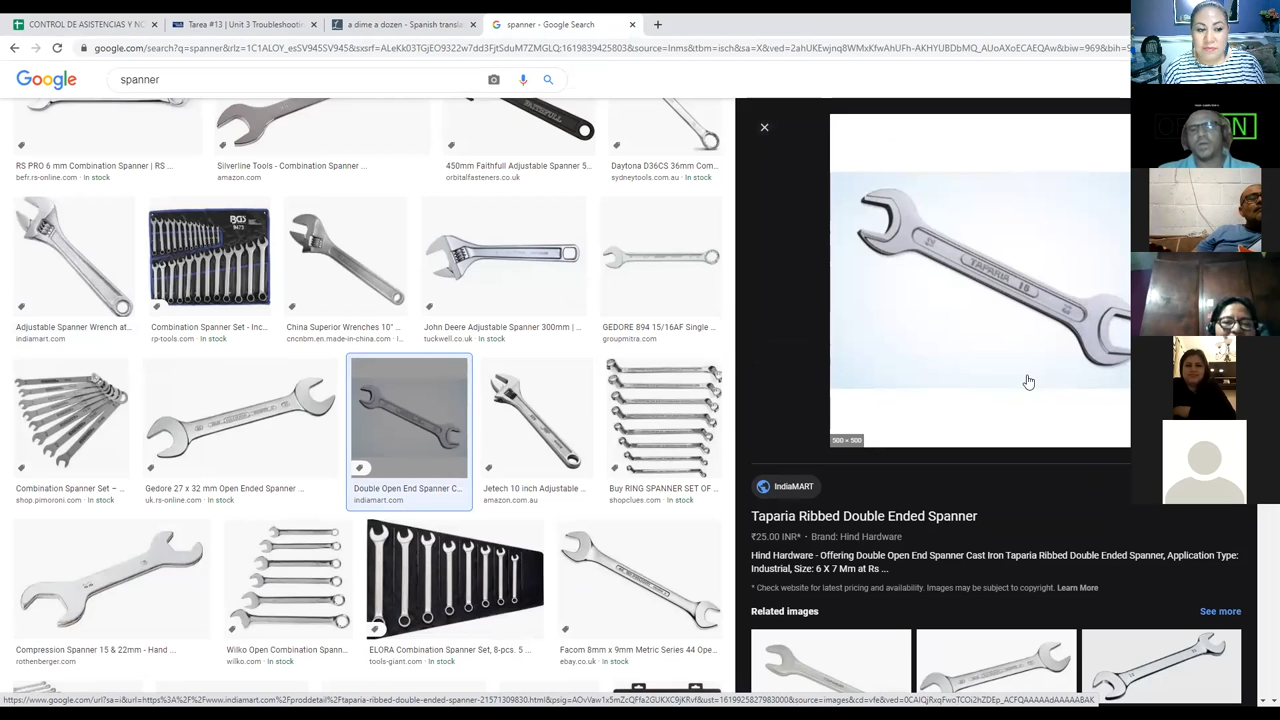 CONTROL DE ASISTENCIAS Y NO
Tarea #13 | Unit 3 Troubleshooti
a dime a dozen - Spanish transla
spanner - Google Search
Google
spanner
RS PRO 6 mm Combination Spanner | RS ...
befr.rs-online.com · In stock
Silverline Tools - Combination Spanner ...
amazon.com
450mm Faithfull Adjustable Spanner 5...
orbitalfasteners.co.uk
Daytona D36CS 36mm Com...
sydneytools.com.au · In stock
Adjustable Spanner Wrench at...
indiamart.com
Combination Spanner Set - Inc...
rp-tools.com · In stock
China Superior Wrenches 10" ...
cncnbm.en.made-in-china.com · I...
John Deere Adjustable Spanner 300mm | ...
tuckwell.co.uk · In stock
GEDORE 894 15/16AF Single ...
groupmitra.com
Combination Spanner Set – ...
shop.pimoroni.com · In stock
Gedore 27 x 32 mm Open Ended Spanner ...
uk.rs-online.com · In stock
Double Open End Spanner C...
indiamart.com
Jetech 10 inch Adjustable ...
amazon.com.au
Buy RING SPANNER SET OF ...
shopclues.com · In stock
Compression Spanner 15 & 22mm - Hand ...
rothenberger.com
Wilko Open Combination Spann...
wilko.com · In stock
ELORA Combination Spanner Set, 8-pcs. 5 ...
tools-giant.com · In stock
Facom 8mm x 9mm Metric Series 44 Ope...
ebay.co.uk · In stock
TAPARIA
500 × 500
IndiaMART
Taparia Ribbed Double Ended Spanner
₹25.00 INR* · Brand: Hind Hardware
Hind Hardware - Offering Double Open End Spanner Cast Iron Taparia Ribbed Double Ended Spanner, Application Type:
Industrial, Size: 6 X 7 Mm at Rs ...
* Check website for latest pricing and availability. Images may be subject to copyright. Learn More
Related images
See more